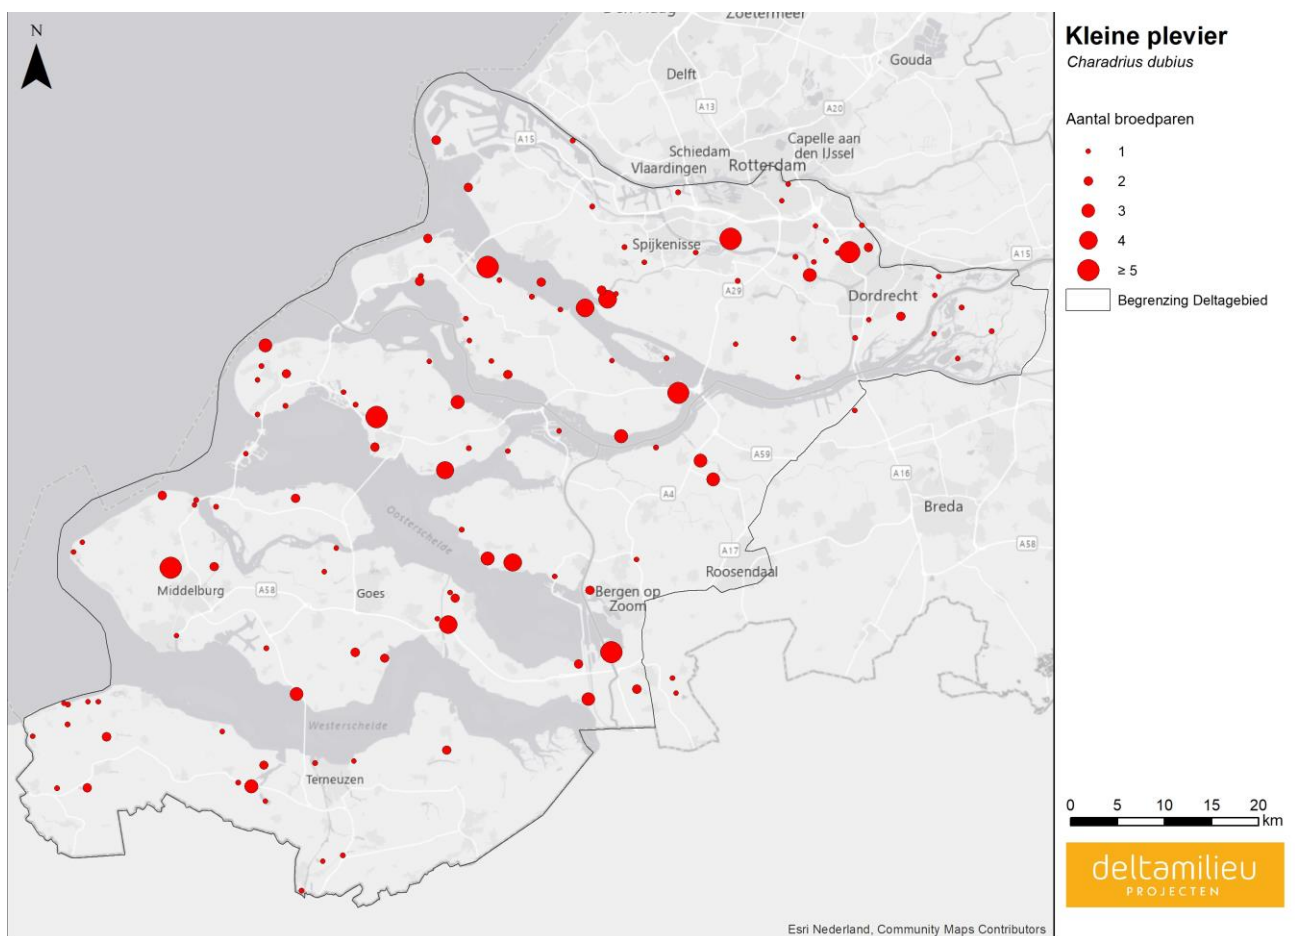 N
Zoetermeer
Gouda
Delft
A13
A20
A15
Capelle aan
den IJssel
Schiedam
Vlaardingen
Rotterdam
Spijkenisse
A15
A29
Dordrecht
A59
A16
A4
Breda
Oosterschelde
A58
A17
Roosendaal
Middelburg
A58
Goes
Bergen op
Zoom
Westerschelde
Terneuzen
Esri Nederland, Community Maps Contributors
Kleine plevier
Charadrius dubius
Aantal broedparen
1
2
3
4
≥ 5
Begrenzing Deltagebied
0 5 10 15 20
km
deltamilieu
PROJECTEN